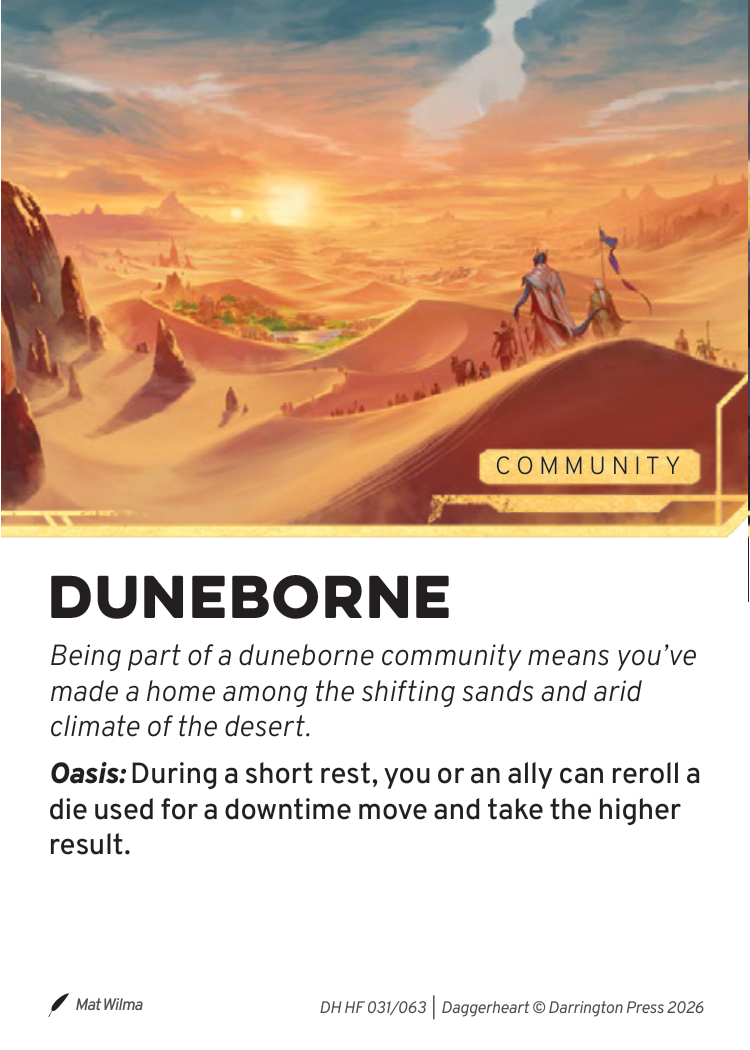 COMMUNITY
DUNEBORNE
Being part of a duneborne community means you’ve
made a home among the shifting sands and arid
climate of the desert.
Oasis: During a short rest, you or an ally can reroll a
die used for a downtime move and take the higher
result.
Mat Wilma
DH HF 031/063 | Daggerheart © Darrington Press 2026